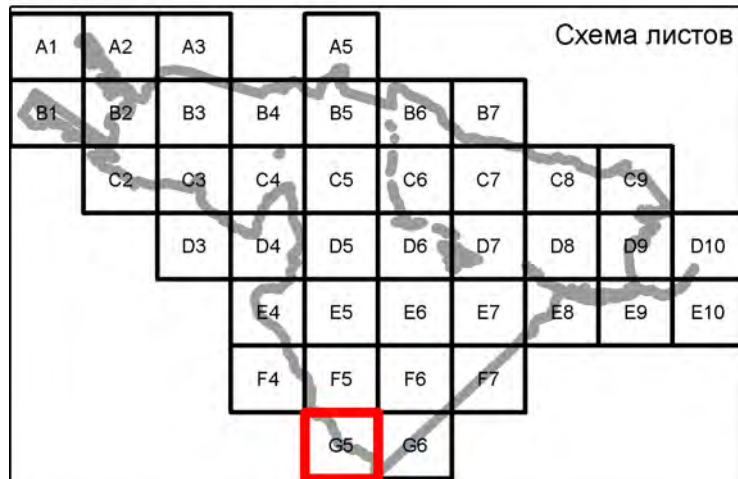 Схема листов
A1 A2 A3 A5
B1 B2 B3 B4 B5 B6 B7
C2 C3 C4 C5 C6 C7 C8 C9
D3 D4 D5 D6 D7 D8 D9 D10
E4 E5 E6 E7 E8 E9 E10
F4 F5 F6 F7
G5 G6